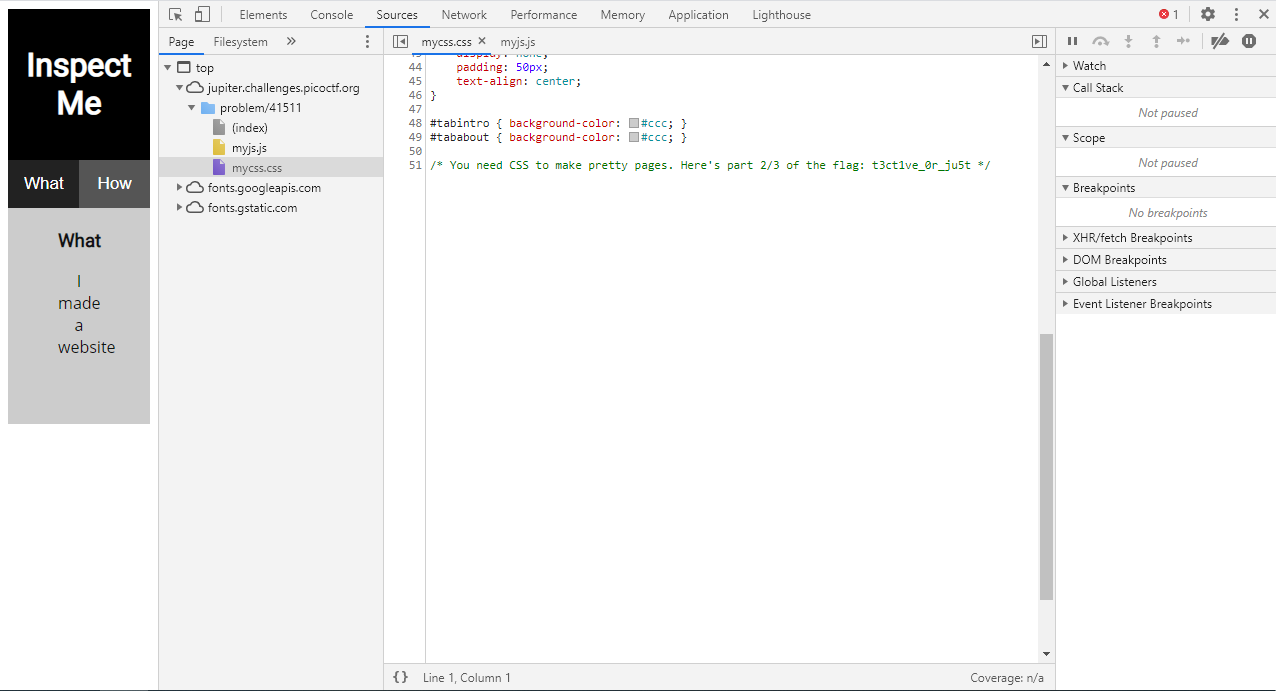 Inspect
Me
What
How
What
I
made
a
website
Elements
Console
Sources
Network
Performance
Memory
Application
Lighthouse
1
Page
Filesystem
top
jupiter.challenges.picoctf.org
problem/41511
(index)
myjs.js
mycss.css
fonts.googleapis.com
fonts.gstatic.com
mycss.css
myjs.js
43 display: none;
44 padding: 50px;
45 text-align: center;
46 }
47
48 #tabintro { background-color: #ccc; }
49 #tababout { background-color: #ccc; }
50
51 /* You need CSS to make pretty pages. Here's part 2/3 of the flag: t3ct1ve_0r_ju5t */
{} Line 1, Column 1
Coverage: n/a
Watch
Call Stack
Not paused
Scope
Not paused
Breakpoints
No breakpoints
XHR/fetch Breakpoints
DOM Breakpoints
Global Listeners
Event Listener Breakpoints